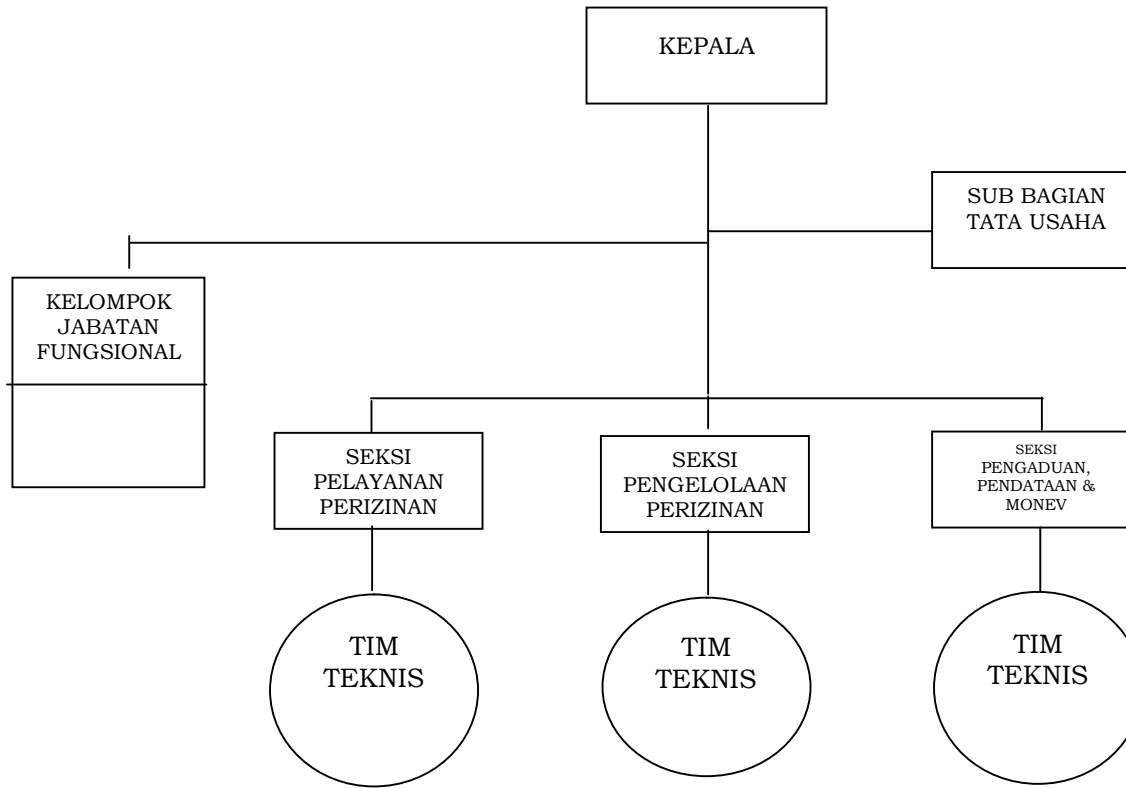 KEPALA
SUB BAGIAN
TATA USAHA
KELOMPOK
JABATAN
FUNGSIONAL
SEKSI
PELAYANAN
PERIZINAN
SEKSI
PENGELOLAAN
PERIZINAN
SEKSI
PENGADUAN,
PENDATAAN &
MONEV
TIM
TEKNIS
TIM
TEKNIS
TIM
TEKNIS